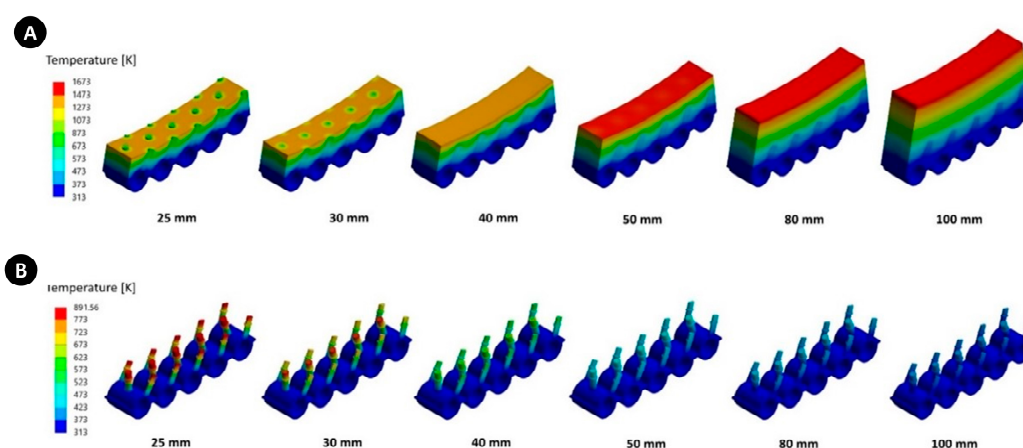 A
Temperature [K]
1673
1473
1273
1073
873
673
573
473
373
313
25 mm
30 mm
40 mm
50 mm
80 mm
100 mm
B
Temperature [K]
891.56
773
723
673
623
573
523
473
423
373
313
25 mm
30 mm
40 mm
50 mm
80 mm
100 mm